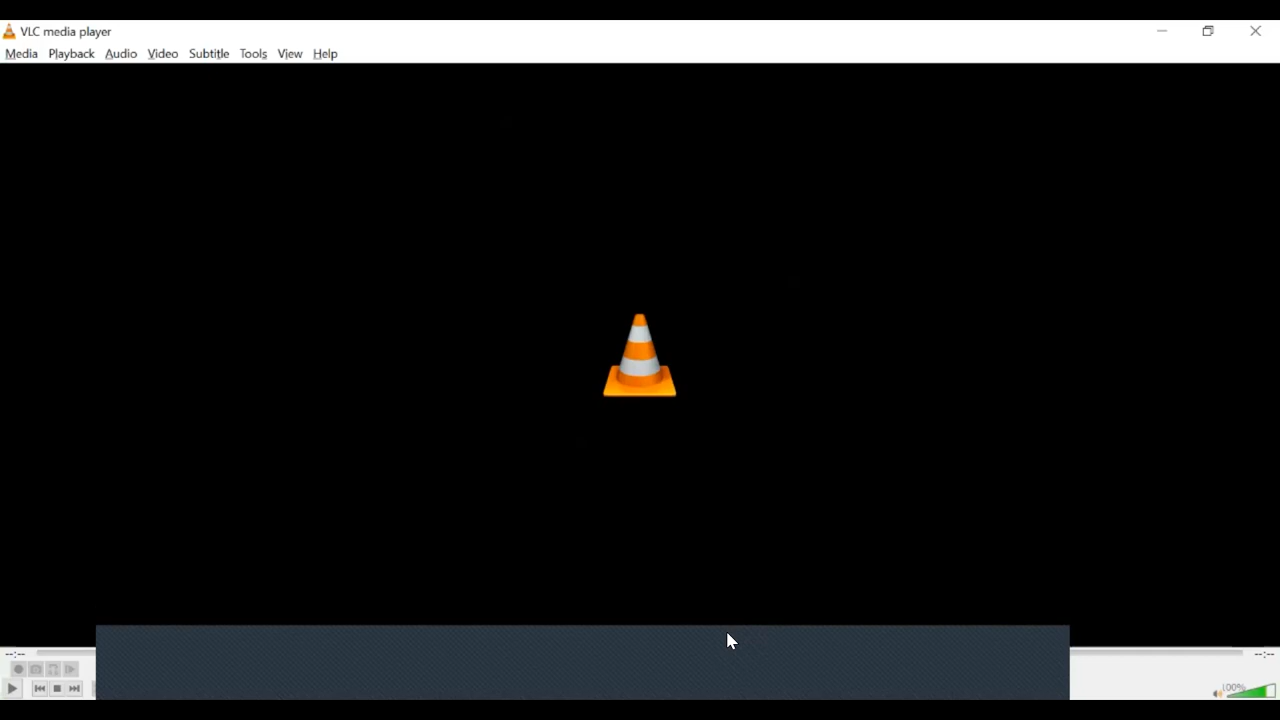 VLC media player
Media Playback Audio Video Subtitle Tools View Help
--:-- --:--
100%